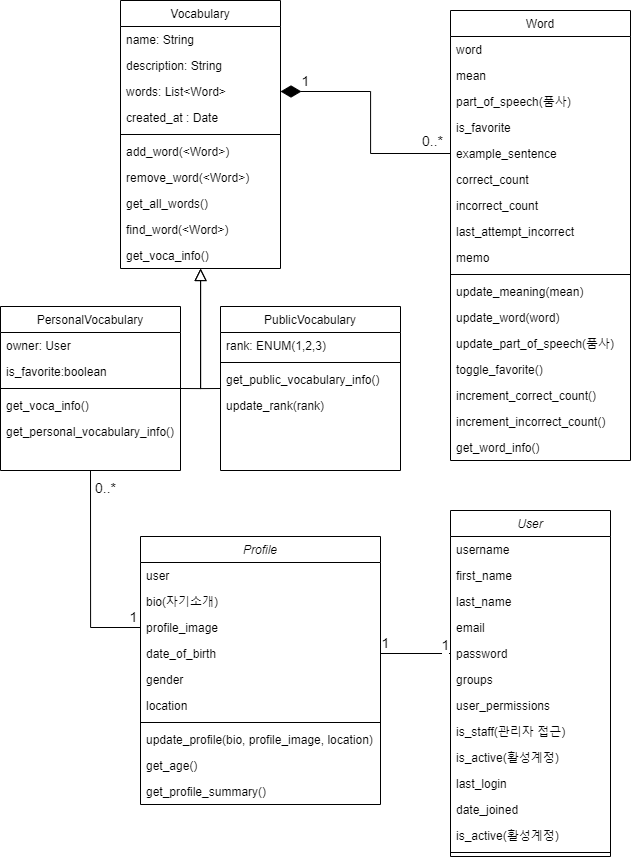 Vocabulary
name: String
description: String
words: List<Word>
created_at : Date
add_word(<Word>)
remove_word(<Word>)
get_all_words()
find_word(<Word>)
get_voca_info()
1
0..*
Word
word
mean
part_of_speech(품사)
is_favorite
example_sentence
correct_count
incorrect_count
last_attempt_incorrect
memo
update_meaning(mean)
update_word(word)
update_part_of_speech(품사)
toggle_favorite()
increment_correct_count()
increment_incorrect_count()
get_word_info()
PersonalVocabulary
owner: User
is_favorite:boolean
get_voca_info()
get_personal_vocabulary_info()
PublicVocabulary
rank: ENUM(1,2,3)
get_public_vocabulary_info()
update_rank(rank)
0..*
1
Profile
user
bio(자기소개)
profile_image
date_of_birth
gender
location
update_profile(bio, profile_image, location)
get_age()
get_profile_summary()
1
1
User
username
first_name
last_name
email
password
groups
user_permissions
is_staff(관리자 접근)
is_active(활성계정)
last_login
date_joined
is_active(활성계정)